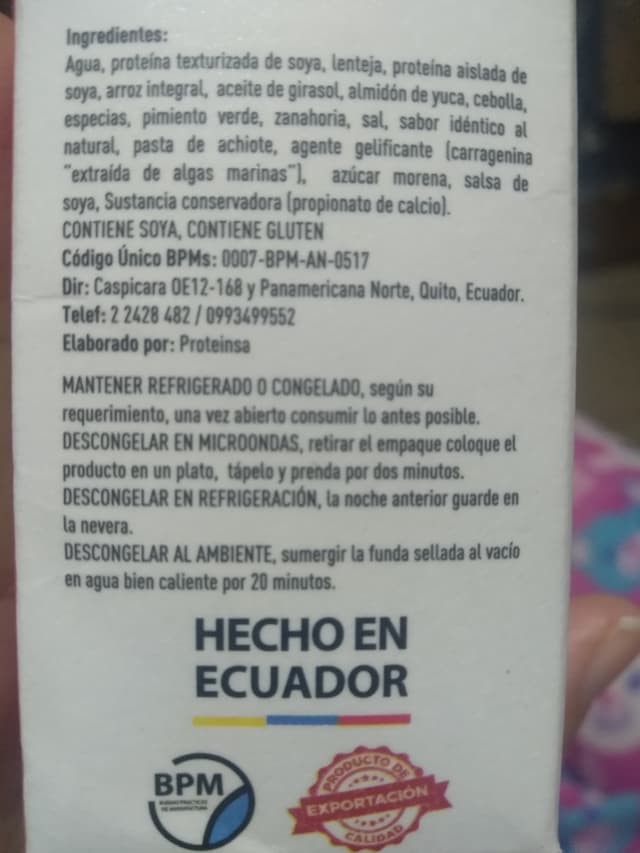 Ingredientes:
Agua, proteína texturizada de soya, lenteja, proteína aislada de
soya, arroz integral, aceite de girasol, almidón de yuca, cebolla,
especias, pimiento verde, zanahoria, sal, sabor idéntico al
natural, pasta de achiote, agente gelificante (carragenina
"extraída de algas marinas"), azúcar morena, salsa de
soya, Sustancia conservadora (propionato de calcio).
CONTIENE SOYA, CONTIENE GLUTEN
Código Único BPMs: 0007-BPM-AN-0517
Dir: Caspicara OE12-168 y Panamericana Norte, Quito, Ecuador.
Telef: 2 2428 482 / 0993499552
Elaborado por: Proteinsa
MANTENER REFRIGERADO O CONGELADO, según su
requerimiento, una vez abierto consumir lo antes posible.
DESCONGELAR EN MICROONDAS, retirar el empaque coloque el
producto en un plato, tápelo y prenda por dos minutos.
DESCONGELAR EN REFRIGERACIÓN, la noche anterior guarde en
la nevera.
DESCONGELAR AL AMBIENTE, sumergir la funda sellada al vacío
en agua bien caliente por 20 minutos.
HECHO EN
ECUADOR
BPM
BUENAS PRÁCTICAS
DE MANUFACTURA
PRODUCTO DE
EXPORTACIÓN
CALIDAD